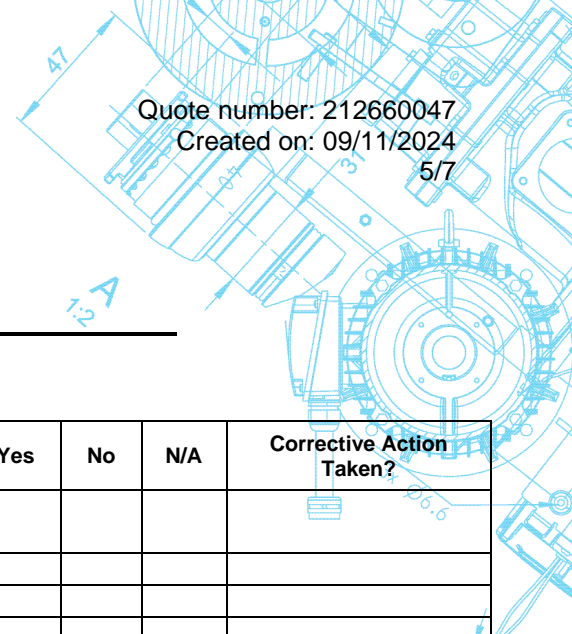 47
Quote number: 212660047
Created on: 09/11/2024
31
5/7
A
1:2
Yes
No
N/A
Corrective Action
Taken?
x Ø6.6